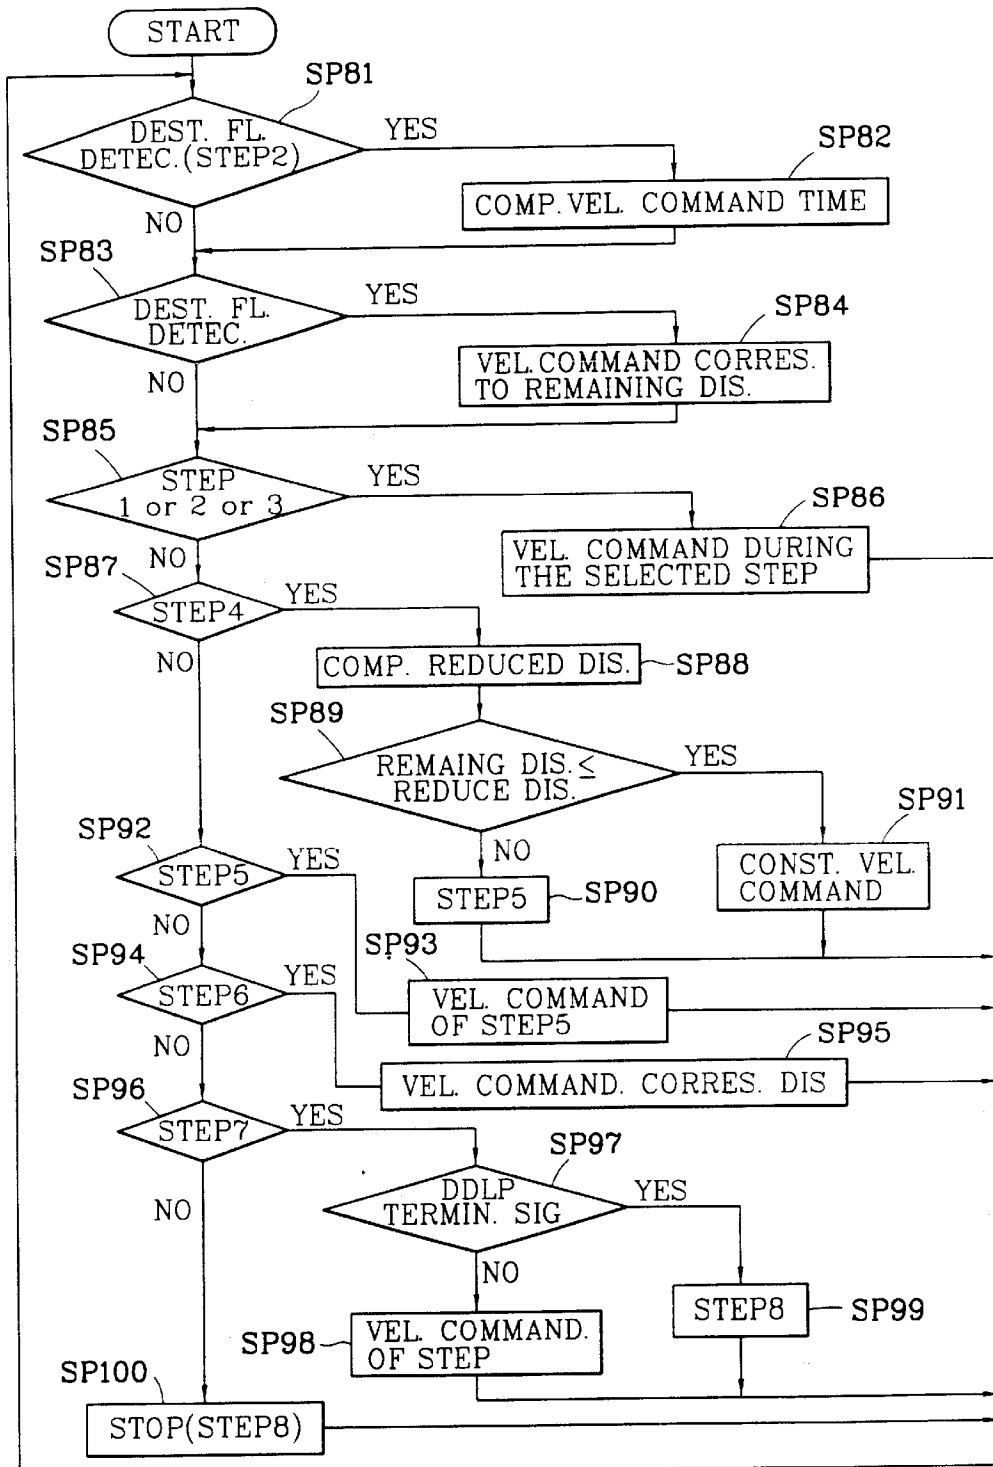 START
SP81
DEST. FL.
DETEC.(STEP2)
YES
SP82
COMP. VEL. COMMAND TIME
NO
SP83
DEST. FL.
DETEC.
YES
SP84
VEL.COMMAND CORRES.
TO REMAINING DIS.
NO
SP85
STEP
1 or 2 or 3
YES
SP86
VEL. COMMAND DURING
THE SELECTED STEP
NO
SP87
STEP4
YES
COMP. REDUCED DIS.
SP88
NO
SP89
REMAING DIS.≤
REDUCE DIS.
YES
SP91
CONST. VEL.
COMMAND
NO
STEP5
SP90
SP92
STEP5
YES
SP93
VEL. COMMAND
OF STEP5
NO
SP94
STEP6
YES
SP95
VEL. COMMAND. CORRES. DIS
NO
SP96
STEP7
YES
SP97
DDLP
TERMIN. SIG
YES
STEP8
SP99
NO
SP98
VEL. COMMAND.
OF STEP
NO
SP100
STOP(STEP8)